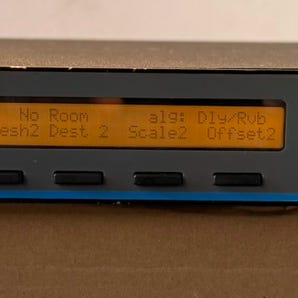 No Room alg: Dly/Rvb
esh2 Dest 2 Scale2 Offset2